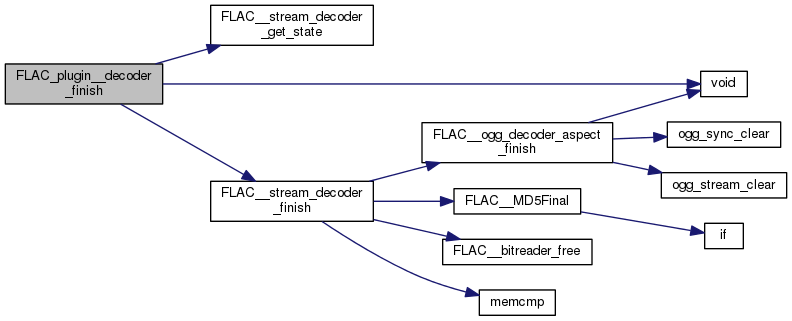 FLAC__stream_decoder
_get_state
FLAC_plugin__decoder
_finish
void
FLAC__ogg_decoder_aspect
_finish
ogg_sync_clear
ogg_stream_clear
FLAC__stream_decoder
_finish
FLAC__MD5Final
if
FLAC__bitreader_free
memcmp